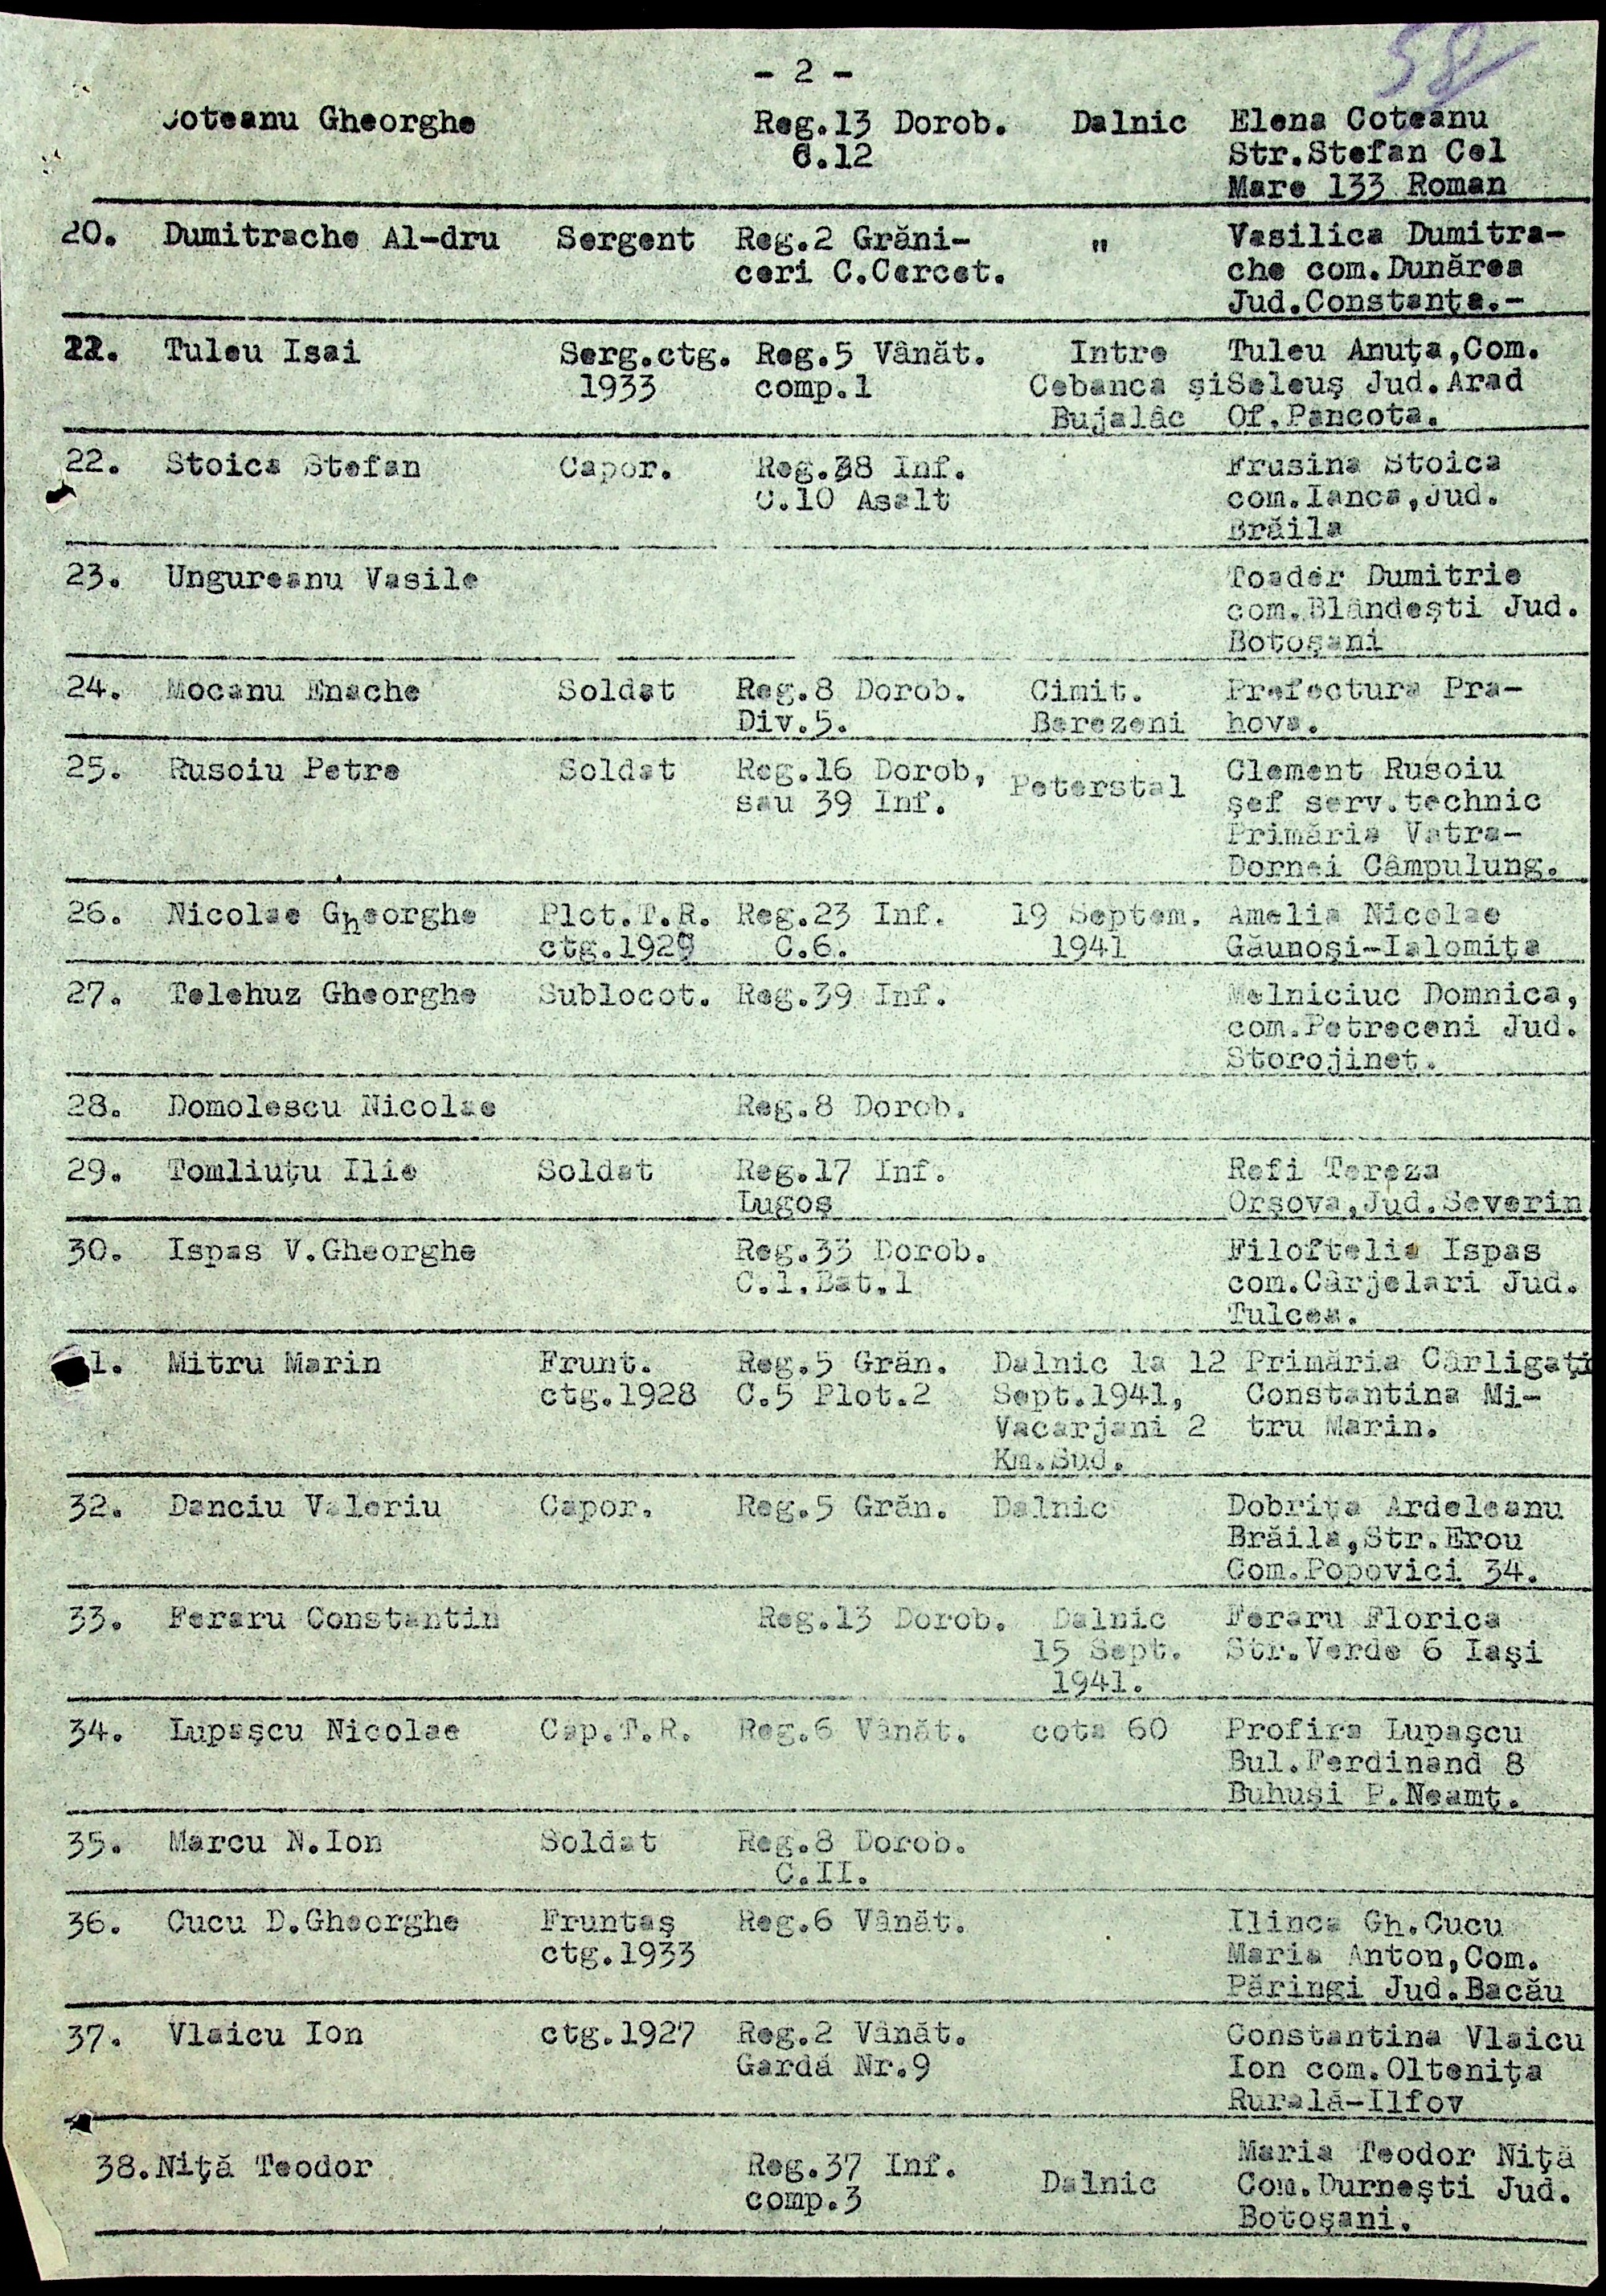 58
- 2 -
Coteanu Gheorghe Reg.13 Dorob. Dalnic Elena Coteanu
C.12 Str.Stefan Cel
Mare 133 Roman
20. Dumitrache Al-dru Sergent Reg.2 Grăni- " Vasilica Dumitra-
ceri C.Cercet. che com.Dunărea
Jud.Constanţa.-
21. Tuleu Isai Serg.ctg. Reg.5 Vânăt. Intre Tuleu Anuţa,Com.
1933 comp.1 Cebanca şi Seleuş Jud.Arad
Bujalâc Of.Pancota.
22. Stoica Stefan Capor. Reg.38 Inf. Frusina Stoica
C.10 Asalt com.Ianca,Jud.
Brăila
23. Ungureanu Vasile Toader Dumitrie
com.Blândeşti Jud.
Botoşani
24. Mocanu Enache Soldat Reg.8 Dorob. Cimit. Prefectura Pra-
Div.5. Berezeni hova.
25. Rusoiu Petre Soldat Reg.16 Dorob, Peterstal Clement Rusoiu
sau 39 Inf. şef serv.technic
Primăria Vatra-
Dornei Câmpulung.
26. Nicolae Gheorghe Plot.T.R. Reg.23 Inf. 19 Septem. Amelia Nicolae
ctg.1929 C.6. 1941 Găunoşi-Ialomiţa
27. Telehuz Gheorghe Sublocot. Reg.39 Inf. Melniciuc Domnica,
com.Petreceni Jud.
Storojineţ.
28. Domolescu Nicolae Reg.8 Dorob.
29. Tomliuţu Ilie Soldat Reg.17 Inf. Refi Tereza
Lugoş Orşova,Jud.Severin
30. Ispas V.Gheorghe Reg.33 Dorob. Filoftelia Ispas
C.1.Bat.1 com.Cârjelari Jud.
Tulcea.
31. Mitru Marin Frunt. Reg.5 Grăn. Dalnic la 12 Primăria Cârligaţi
ctg.1928 C.5 Plot.2 Sept.1941, Constantina Mi-
Vacarjani 2 tru Marin.
Km.Sud.
32. Danciu Valeriu Capor. Reg.5 Grăn. Dalnic Dobriţa Ardeleanu
Brăila,Str.Erou
Com.Popovici 34.
33. Feraru Constantin Reg.13 Dorob. Dalnic Feraru Florica
15 Sept. Str.Verde 6 Iaşi
1941.
34. Lupaşcu Nicolae Cap.T.R. Reg.6 Vânăt. cota 60 Profira Lupaşcu
Bul.Ferdinand 8
Buhuşi P.Neamţ.
35. Marcu N.Ion Soldat Reg.8 Dorob.
C.II.
36. Cucu D.Gheorghe Fruntaş Reg.6 Vânăt. Ilinca Gh.Cucu
ctg.1933 Maria Anton,Com.
Păringi Jud.Bacău
37. Vlaicu Ion ctg.1927 Reg.2 Vânăt. Constantina Vlaicu
Gardă Nr.9 Ion com.Olteniţa
Rurală-Ilfov
38.Niţă Teodor Reg.37 Inf. Dalnic Maria Teodor Niţă
comp.3 Com.Durneşti Jud.
Botoşani.